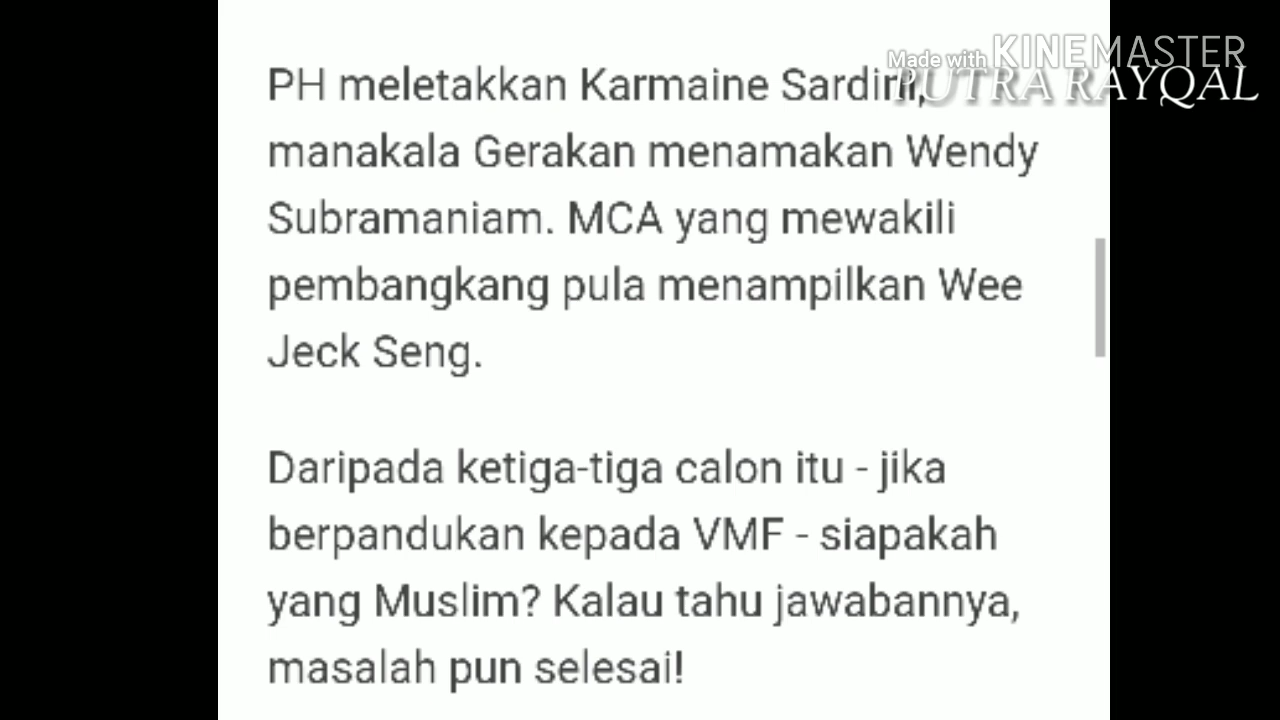 Made with KINEMASTER
PUTRA RAYQAL
PH meletakkan Karmaine Sardini,
manakala Gerakan menamakan Wendy
Subramaniam. MCA yang mewakili
pembangkang pula menampilkan Wee
Jeck Seng.
Daripada ketiga-tiga calon itu - jika
berpandukan kepada VMF - siapakah
yang Muslim? Kalau tahu jawabannya,
masalah pun selesai!